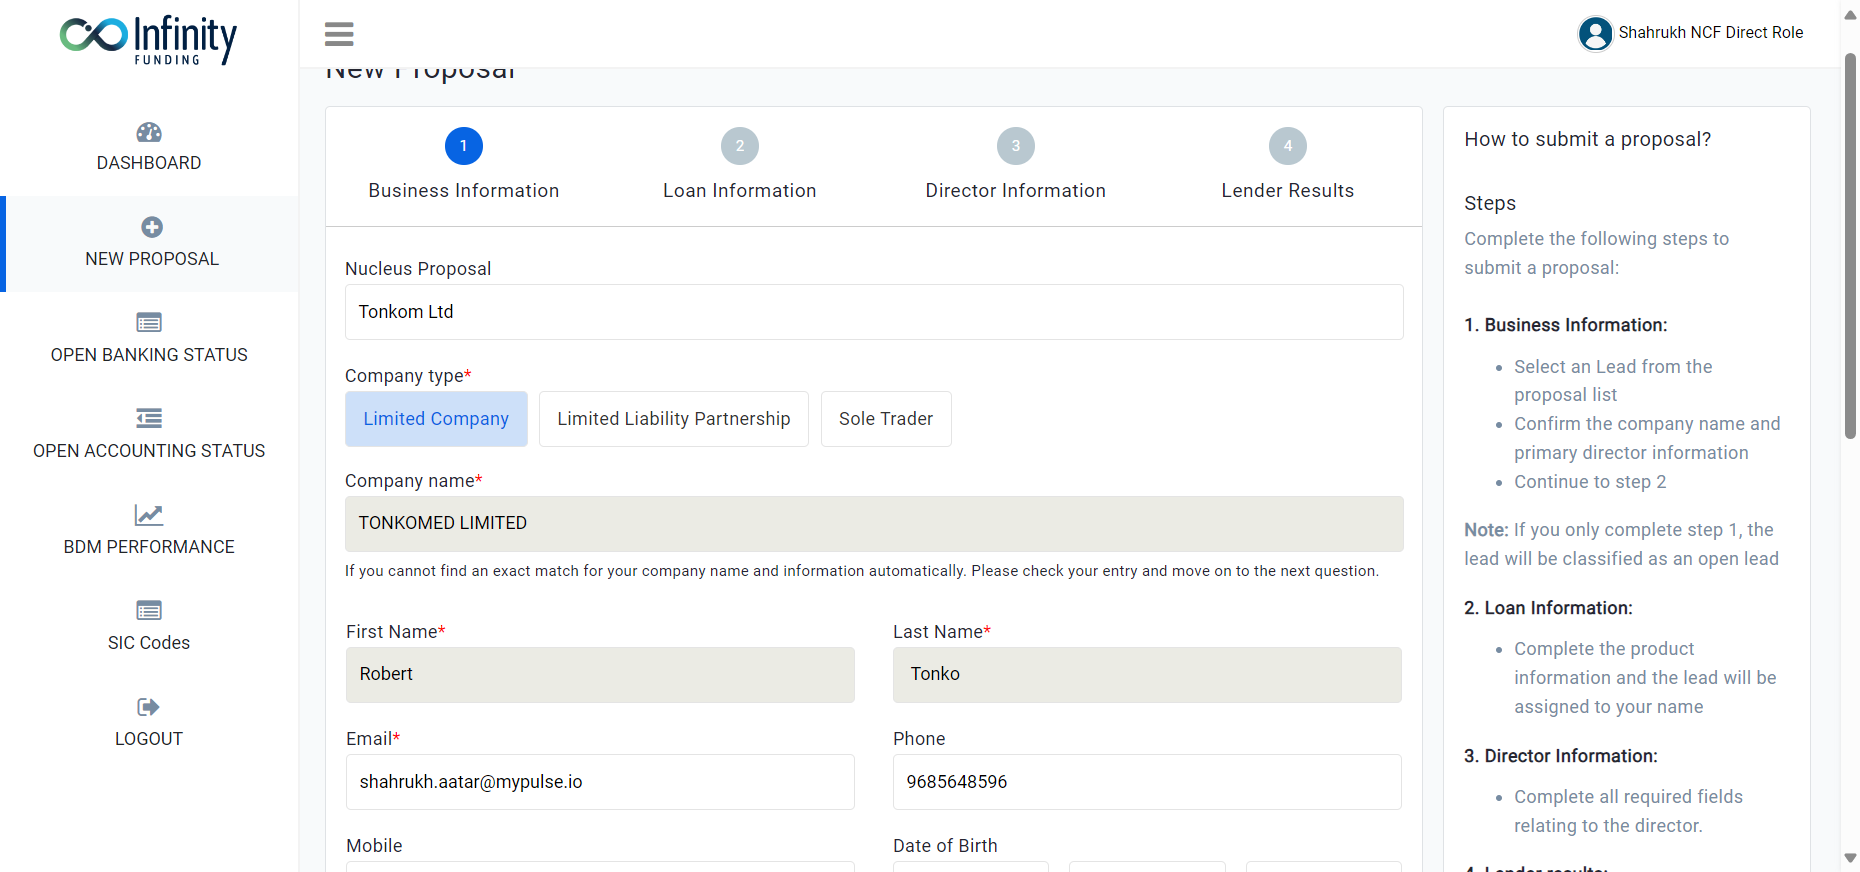 Infinity
FUNDING
Shahrukh NCF Direct Role
New Proposal
DASHBOARD
NEW PROPOSAL
OPEN BANKING STATUS
OPEN ACCOUNTING STATUS
BDM PERFORMANCE
SIC Codes
LOGOUT
1
2
3
4
Business Information
Loan Information
Director Information
Lender Results
Nucleus Proposal
Tonkom Ltd
Company type*
Limited Company
Limited Liability Partnership
Sole Trader
Company name*
TONKOMED LIMITED
If you cannot find an exact match for your company name and information automatically. Please check your entry and move on to the next question.
First Name*
Last Name*
Robert
Tonko
Email*
Phone
shahrukh.aatar@mypulse.io
9685648596
Mobile
Date of Birth
How to submit a proposal?
Steps
Complete the following steps to
submit a proposal:
1. Business Information:
Select an Lead from the
proposal list
Confirm the company name and
primary director information
Continue to step 2
Note: If you only complete step 1, the
lead will be classified as an open lead
2. Loan Information:
Complete the product
information and the lead will be
assigned to your name
3. Director Information:
Complete all required fields
relating to the director.
4. Lender results: